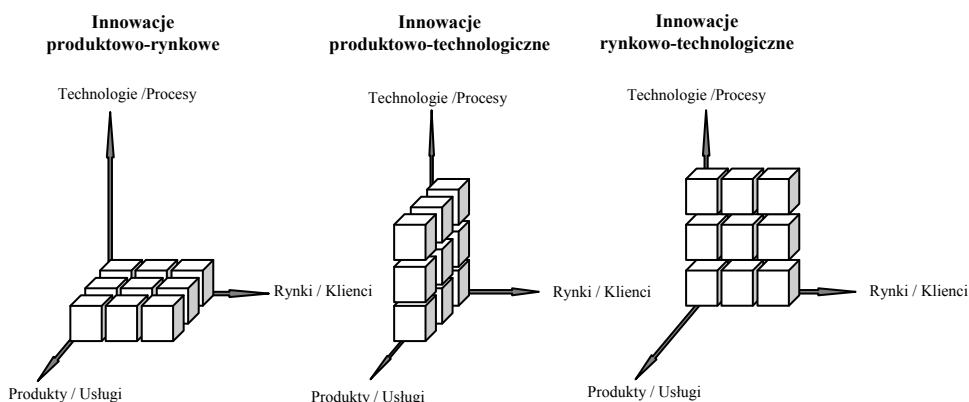 Innowacje
produktowo-rynkowe
Innowacje
produktowo-technologiczne
Innowacje
rynkowo-technologiczne
Technologie /Procesy
Technologie /Procesy
Technologie /Procesy
Rynki / Klienci
Rynki / Klienci
Rynki / Klienci
Produkty / Usługi
Produkty / Usługi
Produkty / Usługi